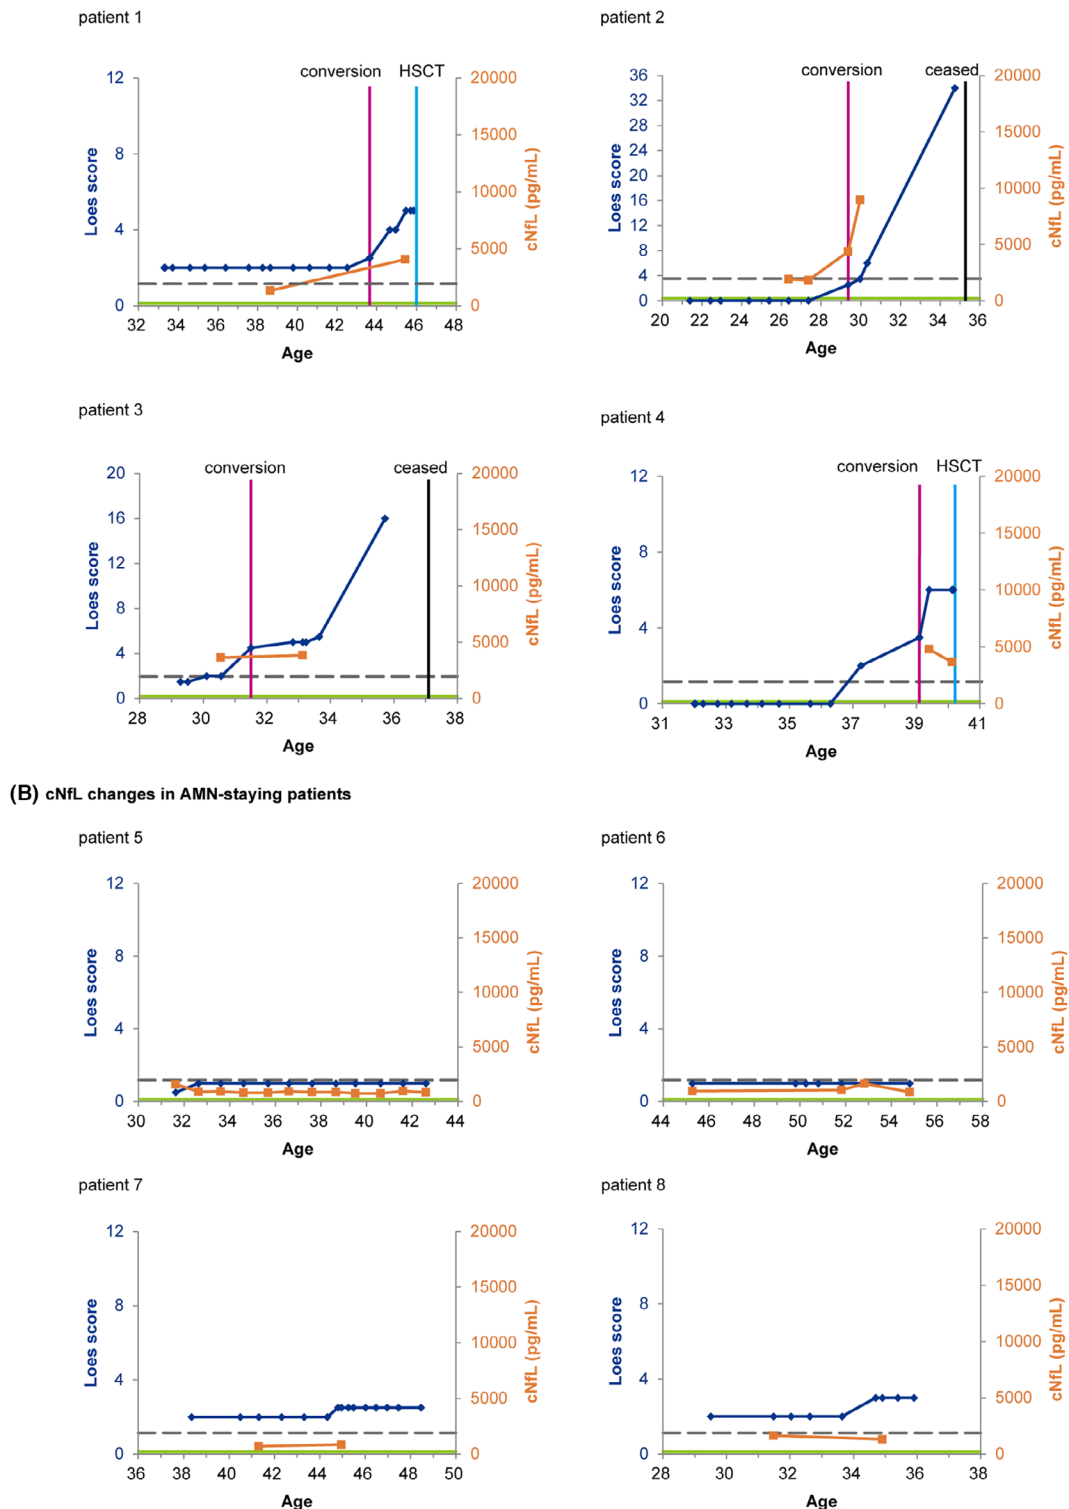 patient 1
conversion HSCT
12
8
4
0
Loes score
20000
15000
10000
5000
0
cNfL (pg/mL)
32 34 36 38 40 42 44 46 48
Age
patient 2
conversion ceased
36
32
28
24
20
16
12
8
4
0
Loes score
20000
15000
10000
5000
0
cNfL (pg/mL)
20 22 24 26 28 30 32 34 36
Age
patient 3
conversion ceased
20
16
12
8
4
0
Loes score
20000
15000
10000
5000
0
cNfL (pg/mL)
28 30 32 34 36 38
Age
patient 4
conversion HSCT
12
8
4
0
Loes score
20000
15000
10000
5000
0
cNfL (pg/mL)
31 33 35 37 39 41
Age
(B) cNfL changes in AMN-staying patients
patient 5
12
8
4
0
Loes score
20000
15000
10000
5000
0
cNfL (pg/mL)
30 32 34 36 38 40 42 44
Age
patient 6
12
8
4
0
Loes score
20000
15000
10000
5000
0
cNfL (pg/mL)
44 46 48 50 52 54 56 58
Age
patient 7
12
8
4
0
Loes score
20000
15000
10000
5000
0
cNfL (pg/mL)
36 38 40 42 44 46 48 50
Age
patient 8
12
8
4
0
Loes score
20000
15000
10000
5000
0
cNfL (pg/mL)
28 30 32 34 36 38
Age